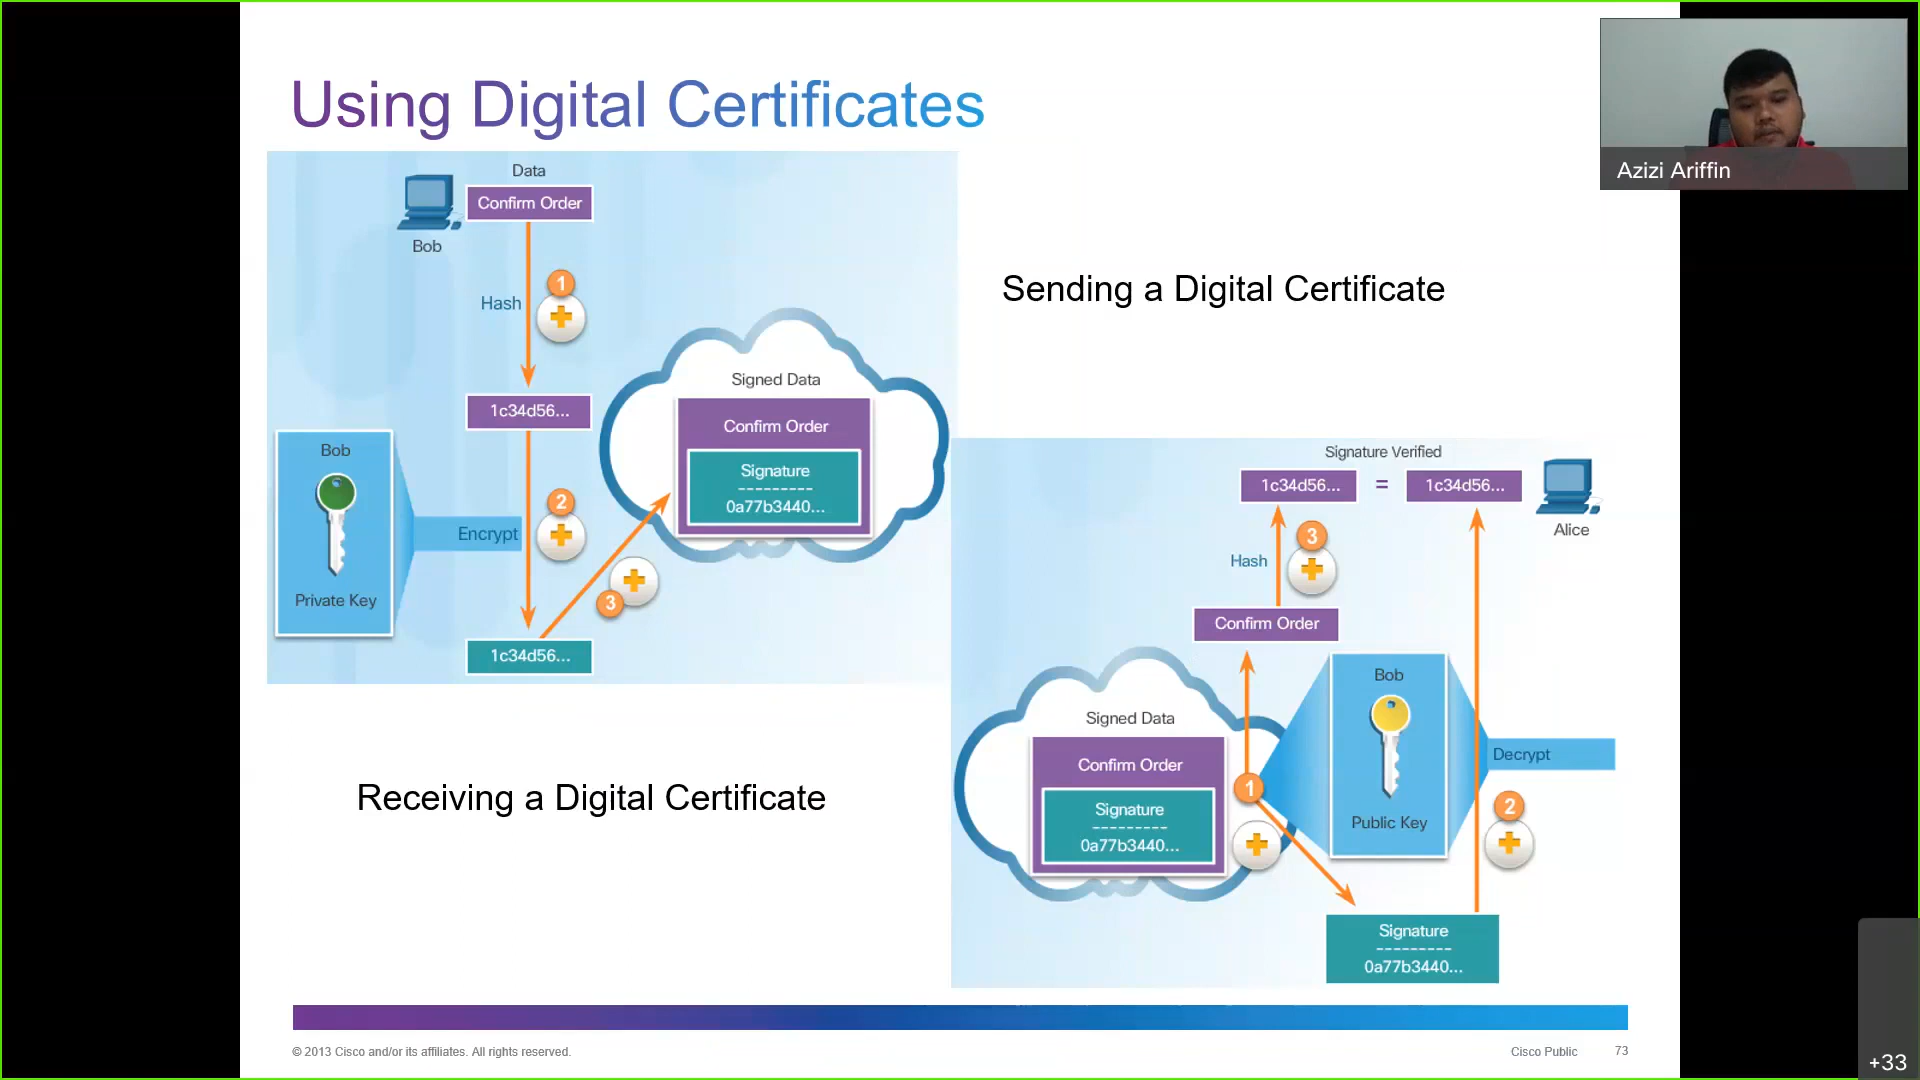 Using Digital Certificates
Azizi Ariffin
Data
Confirm Order
Bob
Hash
1
1c34d56...
Bob
Private Key
Encrypt
2
3
1c34d56...
Signed Data
Confirm Order
Signature
---------
0a77b3440...
Sending a Digital Certificate
Receiving a Digital Certificate
Signature Verified
1c34d56... = 1c34d56...
Alice
3
Hash
Confirm Order
Signed Data
Confirm Order
Signature
---------
0a77b3440...
1
Bob
Public Key
Decrypt
2
Signature
---------
0a77b3440...
© 2013 Cisco and/or its affiliates. All rights reserved.
Cisco Public
73
+33